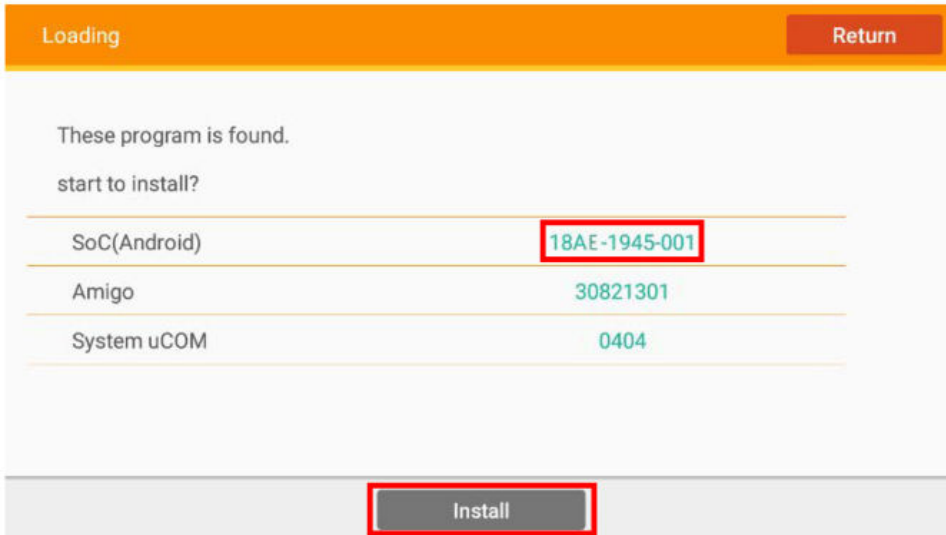 Loading
Return
These program is found.
start to install?
SoC(Android) 18AE-1945-001
Amigo 30821301
System uCOM 0404
Install